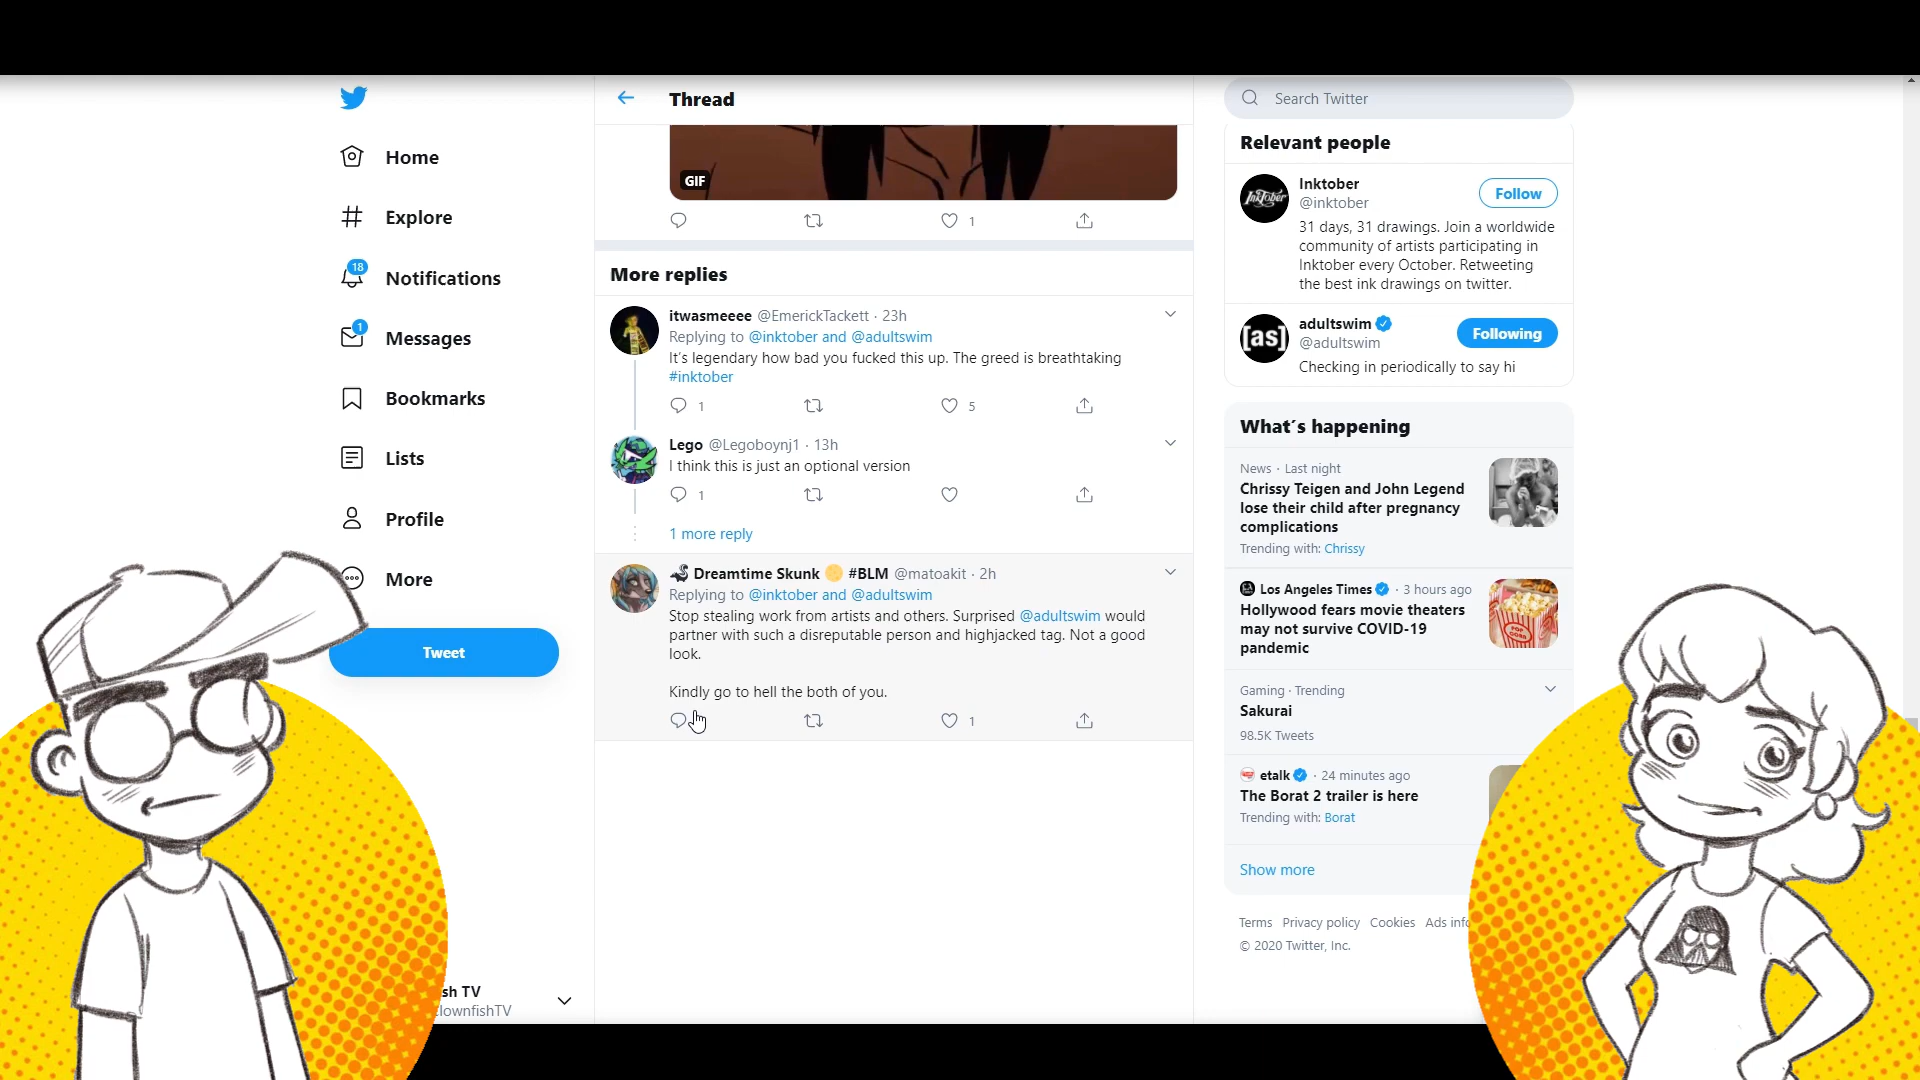 Home
Explore
18
Notifications
1
Messages
Bookmarks
Lists
Profile
More
Tweet
sh TV
lownfishTV
Thread
GIF
1
More replies
itwasmeeee @EmerickTackett · 23h
Replying to @inktober and @adultswim
It's legendary how bad you fucked this up. The greed is breathtaking
#inktober
1 5
Lego @Legoboynj1 · 13h
I think this is just an optional version
1
1 more reply
Dreamtime Skunk #BLM @matoakit · 2h
Replying to @inktober and @adultswim
Stop stealing work from artists and others. Surprised @adultswim would
partner with such a disreputable person and highjacked tag. Not a good
look.
Kindly go to hell the both of you.
1
Search Twitter
Relevant people
InkTober
Inktober
@inktober
Follow
31 days, 31 drawings. Join a worldwide
community of artists participating in
Inktober every October. Retweeting
the best ink drawings on twitter.
[as]
adultswim
@adultswim
Following
Checking in periodically to say hi
What's happening
News · Last night
Chrissy Teigen and John Legend
lose their child after pregnancy
complications
Trending with: Chrissy
Los Angeles Times · 3 hours ago
Hollywood fears movie theaters
may not survive COVID-19
pandemic
POP
CORN
Gaming · Trending
Sakurai
98.5K Tweets
etalk · 24 minutes ago
The Borat 2 trailer is here
Trending with: Borat
Show more
Terms Privacy policy Cookies Ads info
© 2020 Twitter, Inc.